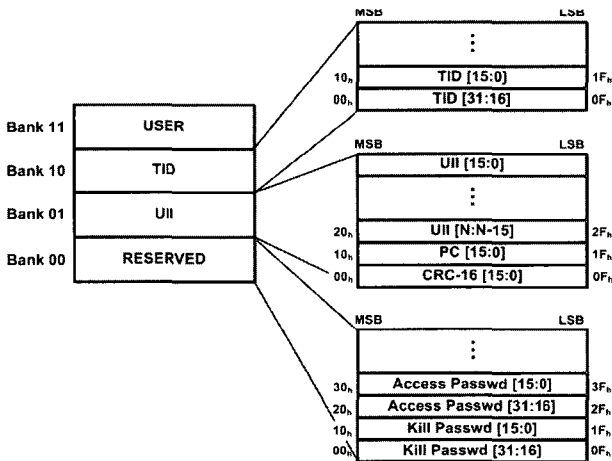 MSB LSB
⋮
10h TID [15:0] 1Fh
00h TID [31:16] 0Fh
Bank 11 USER
Bank 10 TID
Bank 01 UII
Bank 00 RESERVED
MSB LSB
UII [15:0]
⋮
20h UII [N:N-15] 2Fh
10h PC [15:0] 1Fh
00h CRC-16 [15:0] 0Fh
MSB LSB
⋮
30h Access Passwd [15:0] 3Fh
20h Access Passwd [31:16] 2Fh
10h Kill Passwd [15:0] 1Fh
00h Kill Passwd [31:16] 0Fh